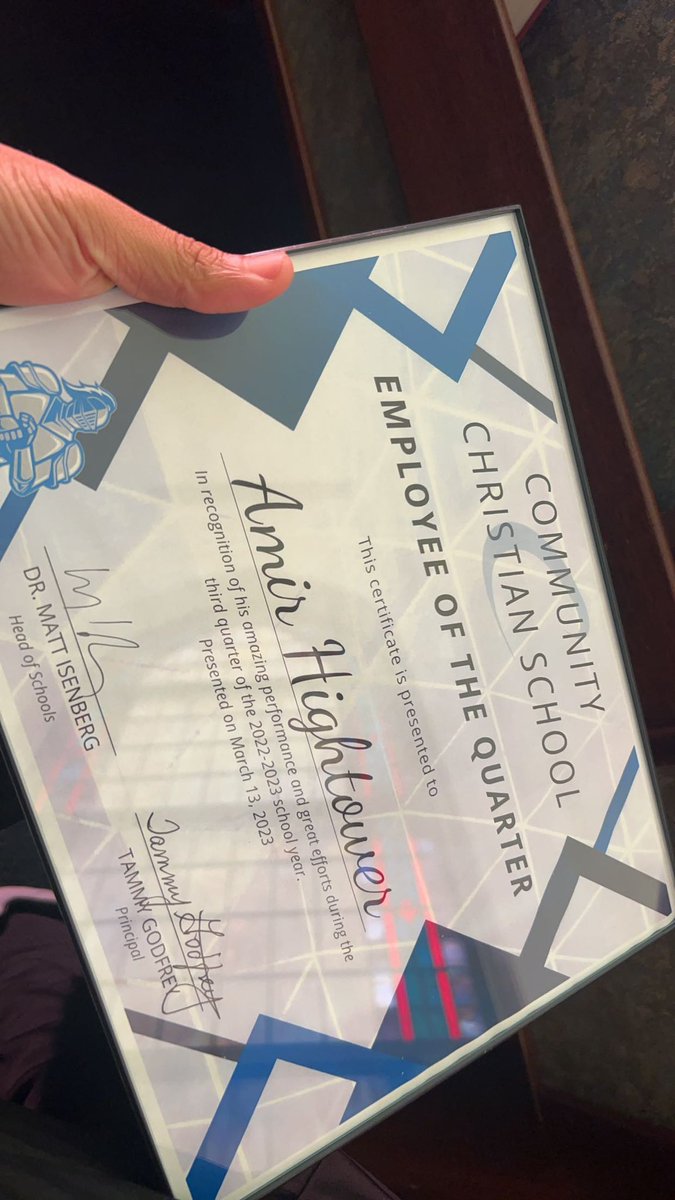 COMMUNITY
CHRISTIAN SCHOOL
EMPLOYEE OF THE QUARTER
This certificate is presented to
Amir Hightower
In recognition of his amazing performance and great efforts during the
third quarter of the 2022-2023 school year.
Presented on March 13, 2023
DR. MATT ISENBERG
Head of Schools
Tammy Godfrey
TAMMY GODFREY
Principal